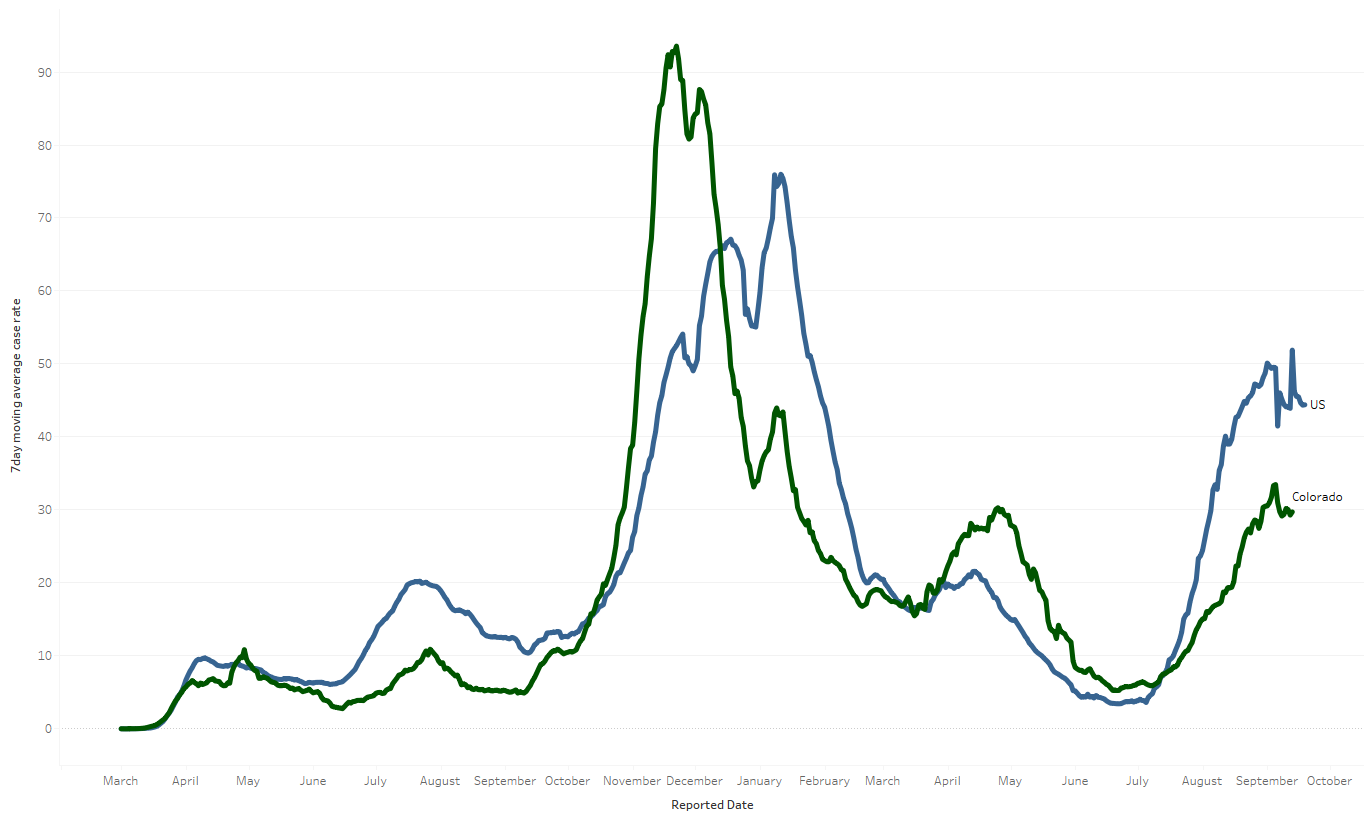 90
80
70
60
50
40
30
20
10
0
7day moving average case rate
US
Colorado
March April May June July August September October November December January February March April May June July August September October
Reported Date